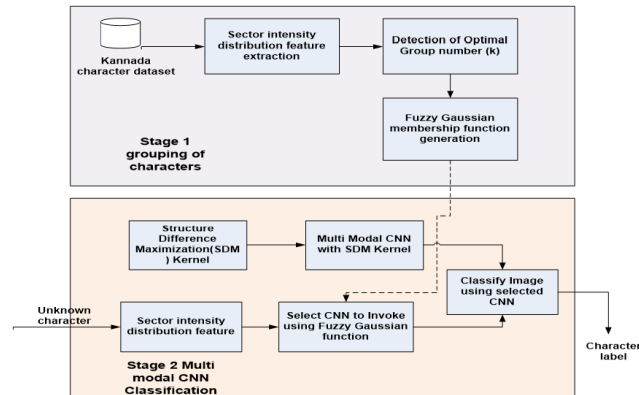 Kannada
character dataset
Sector intensity
distribution feature
extraction
Detection of Optimal
Group number (k)
Fuzzy Gaussian
membership function
generation
Stage 1
grouping of
characters
Structure
Difference
Maximization(SDM
) Kernel
Multi Modal CNN
with SDM Kernel
Classify Image
using selected
CNN
Unknown
character
Sector intensity
distribution feature
Select CNN to Invoke
using Fuzzy Gaussian
function
Character
label
Stage 2 Multi
modal CNN
Classification